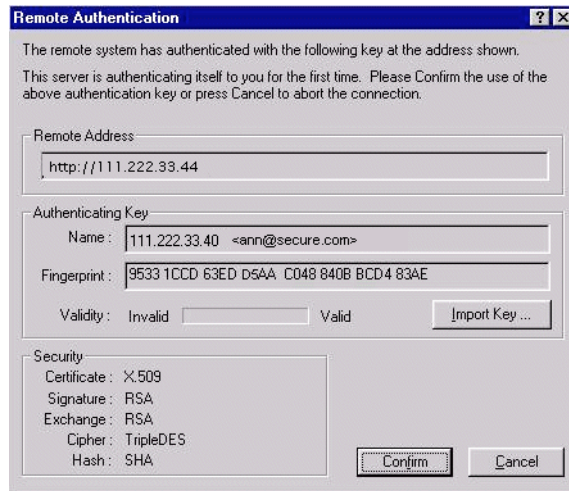 Remote Authentication
The remote system has authenticated with the following key at the address shown.
This server is authenticating itself to you for the first time. Please Confirm the use of the
above authentication key or press Cancel to abort the connection.
Remote Address
http://111.222.33.44
Authenticating Key
Name : 111.222.33.40 <ann@secure.com>
Fingerprint : 9533 1CCD 63ED D5AA C048 840B BCD4 83AE
Validity : Invalid Valid Import Key ...
Security
Certificate : X.509
Signature : RSA
Exchange : RSA
Cipher : TripleDES
Hash : SHA
Confirm Cancel